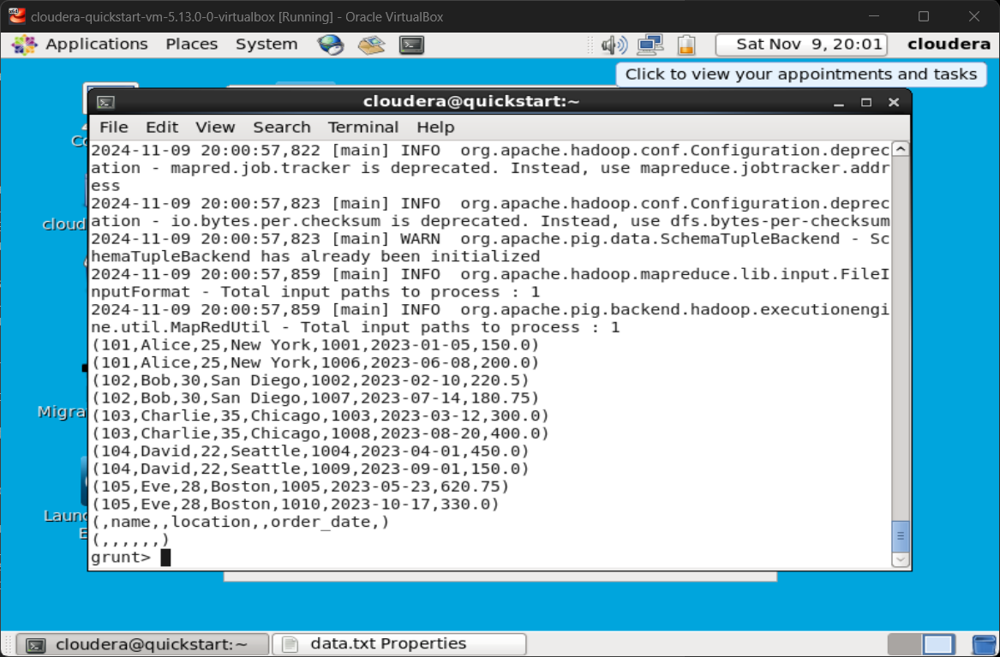 cloudera-quickstart-vm-5.13.0-0-virtualbox [Running] - Oracle VirtualBox
Applications Places System Sat Nov 9, 20:01 cloudera
Click to view your appointments and tasks
cloudera@quickstart:~
File Edit View Search Terminal Help
2024-11-09 20:00:57,822 [main] INFO  org.apache.hadoop.conf.Configuration.deprec
ation - mapred.job.tracker is deprecated. Instead, use mapreduce.jobtracker.addr
ess
2024-11-09 20:00:57,823 [main] INFO  org.apache.hadoop.conf.Configuration.deprec
ation - io.bytes.per.checksum is deprecated. Instead, use dfs.bytes-per-checksum
2024-11-09 20:00:57,823 [main] WARN  org.apache.pig.data.SchemaTupleBackend - Sc
hemaTupleBackend has already been initialized
2024-11-09 20:00:57,859 [main] INFO  org.apache.hadoop.mapreduce.lib.input.FileI
nputFormat - Total input paths to process : 1
2024-11-09 20:00:57,859 [main] INFO  org.apache.pig.backend.hadoop.executionengi
ne.util.MapRedUtil - Total input paths to process : 1
(101,Alice,25,New York,1001,2023-01-05,150.0)
(101,Alice,25,New York,1006,2023-06-08,200.0)
(102,Bob,30,San Diego,1002,2023-02-10,220.5)
(102,Bob,30,San Diego,1007,2023-07-14,180.75)
(103,Charlie,35,Chicago,1003,2023-03-12,300.0)
(103,Charlie,35,Chicago,1008,2023-08-20,400.0)
(104,David,22,Seattle,1004,2023-04-01,450.0)
(104,David,22,Seattle,1009,2023-09-01,150.0)
(105,Eve,28,Boston,1005,2023-05-23,620.75)
(105,Eve,28,Boston,1010,2023-10-17,330.0)
(,name,,location,,order_date,)
(,,,,,,)
grunt>
cloud
Migra
Laun
cloudera@quickstart:~ data.txt Properties